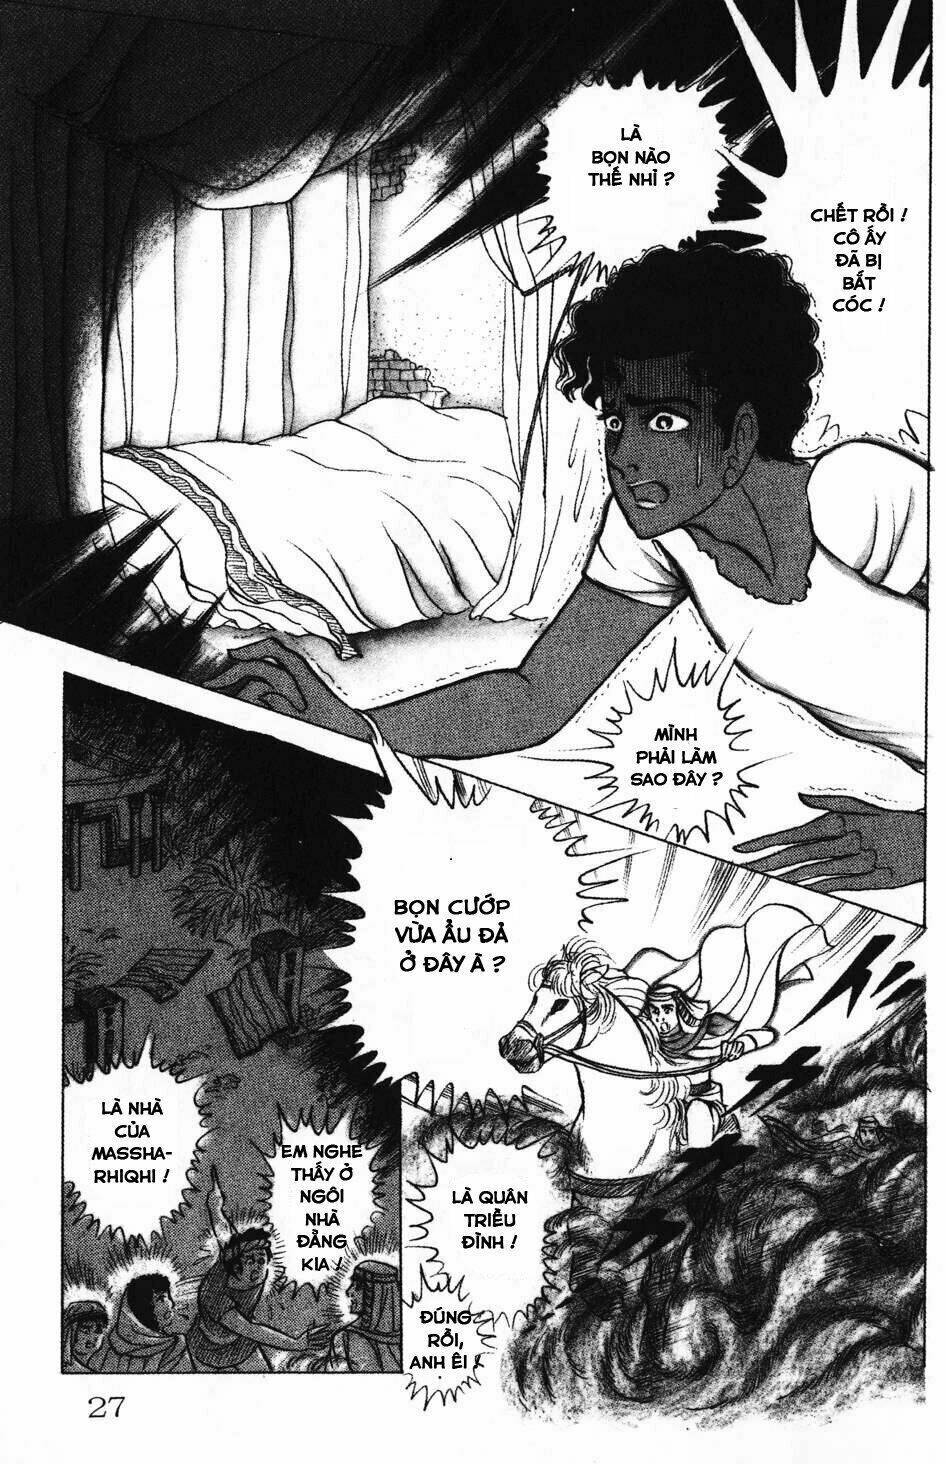 CHẾT RỒI !
CÔ ẤY
ĐÃ BỊ
BẮT
CÓC !
LÀ
BỌN NÀO
THẾ NHỈ ?
MÌNH
PHẢI LÀM
SAO ĐÂY ?
BỌN CƯỚP
VỪA ẨU ĐẢ
Ở ĐÂY À ?
EM NGHE
THẤY Ở
NGÔI
NHÀ
ĐẰNG
KIA !
LÀ NHÀ
CỦA
MASSHA-
RHIQHI !
LÀ QUÂN
TRIỀU
ĐÌNH !
ĐÚNG
RỒI,
ANH ÊI !
27